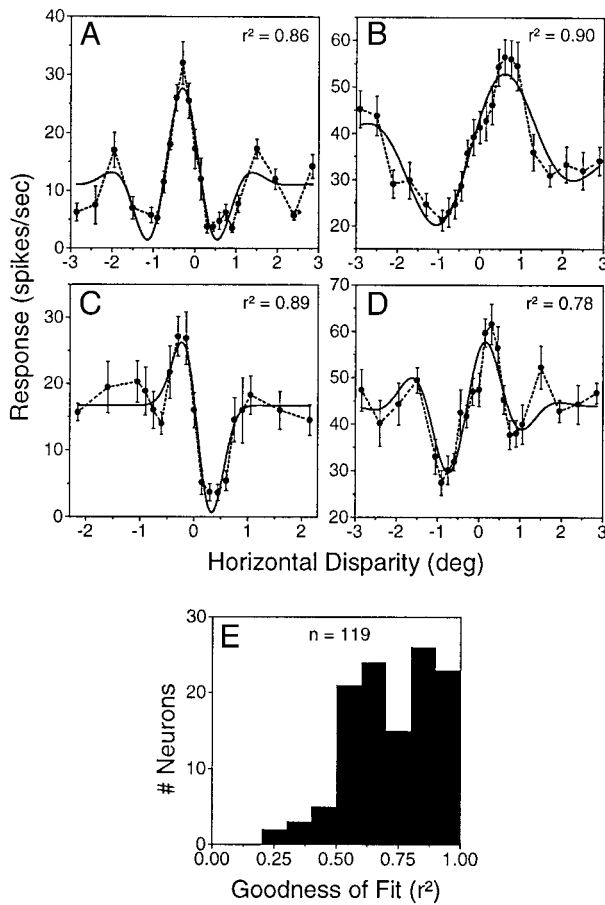 A
r² = 0.86
B
r² = 0.90
40
30
20
10
0
60
50
40
30
20
-3 -2 -1 0 1 2 3
-3 -2 -1 0 1 2 3
C
r² = 0.89
D
r² = 0.78
30
20
10
0
70
60
50
40
30
20
-2 -1 0 1 2
-3 -2 -1 0 1 2 3
Response (spikes/sec)
Horizontal Disparity (deg)
E
n = 119
30
20
10
0
# Neurons
0.00 0.25 0.50 0.75 1.00
Goodness of Fit (r²)